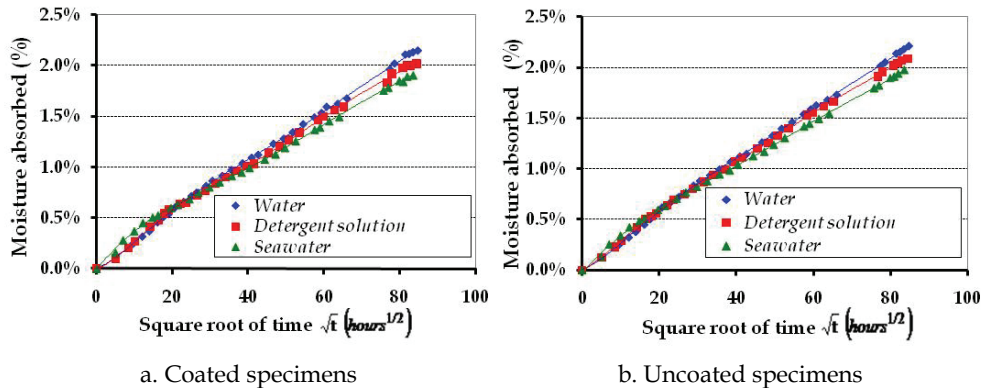 2.5%
2.0%
1.5%
1.0%
0.5%
0.0%
Moisture absorbed (%)
Water
Detergent solution
Seawater
0 20 40 60 80 100
Square root of time √t (hours^1/2)
a. Coated specimens
2.5%
2.0%
1.5%
1.0%
0.5%
0.0%
Moisture absorbed (%)
Water
Detergent solution
Seawater
0 20 40 60 80 100
Square root of time √t (hours^1/2)
b. Uncoated specimens